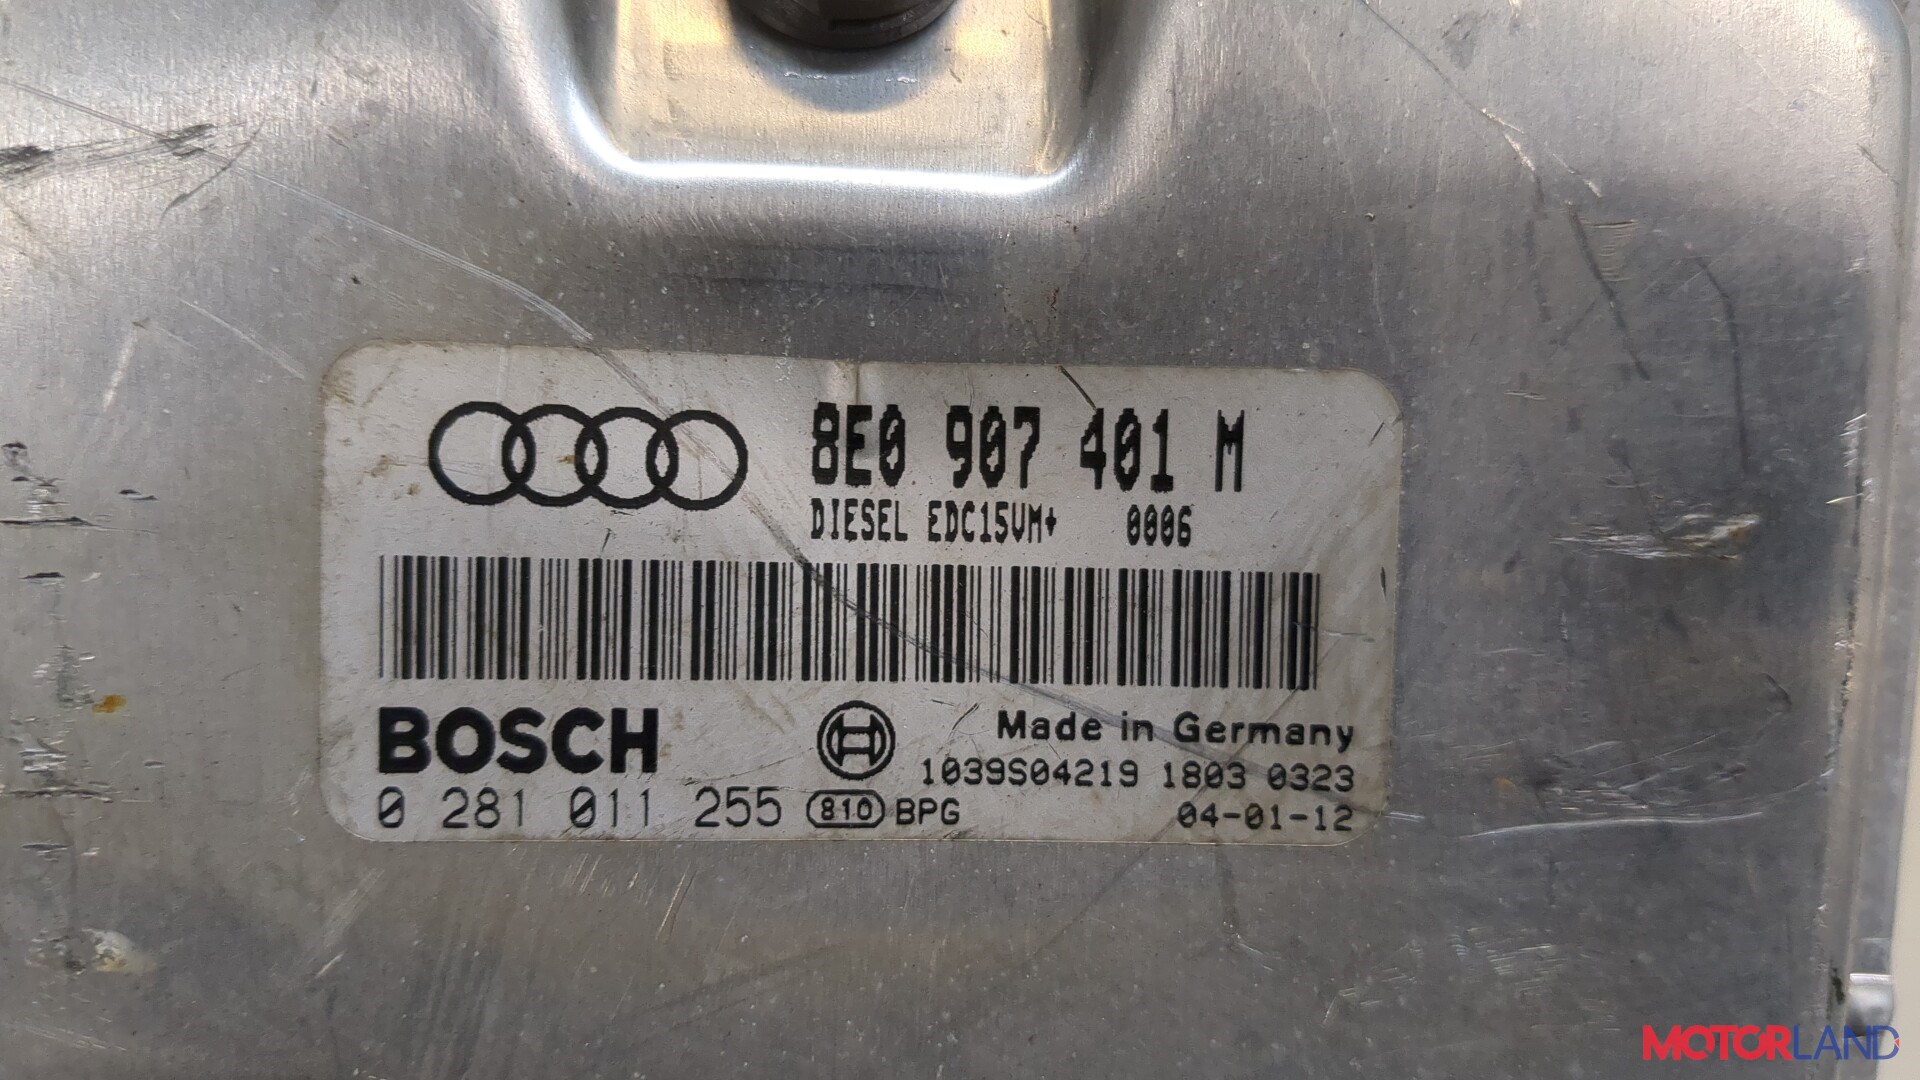 8E0 907 401 M
DIESEL EDC15VM+ 0006
BOSCH
Made in Germany
1039S04219 1803 0323
0 281 011 255 810 BPG
04-01-12
MOTORLAND